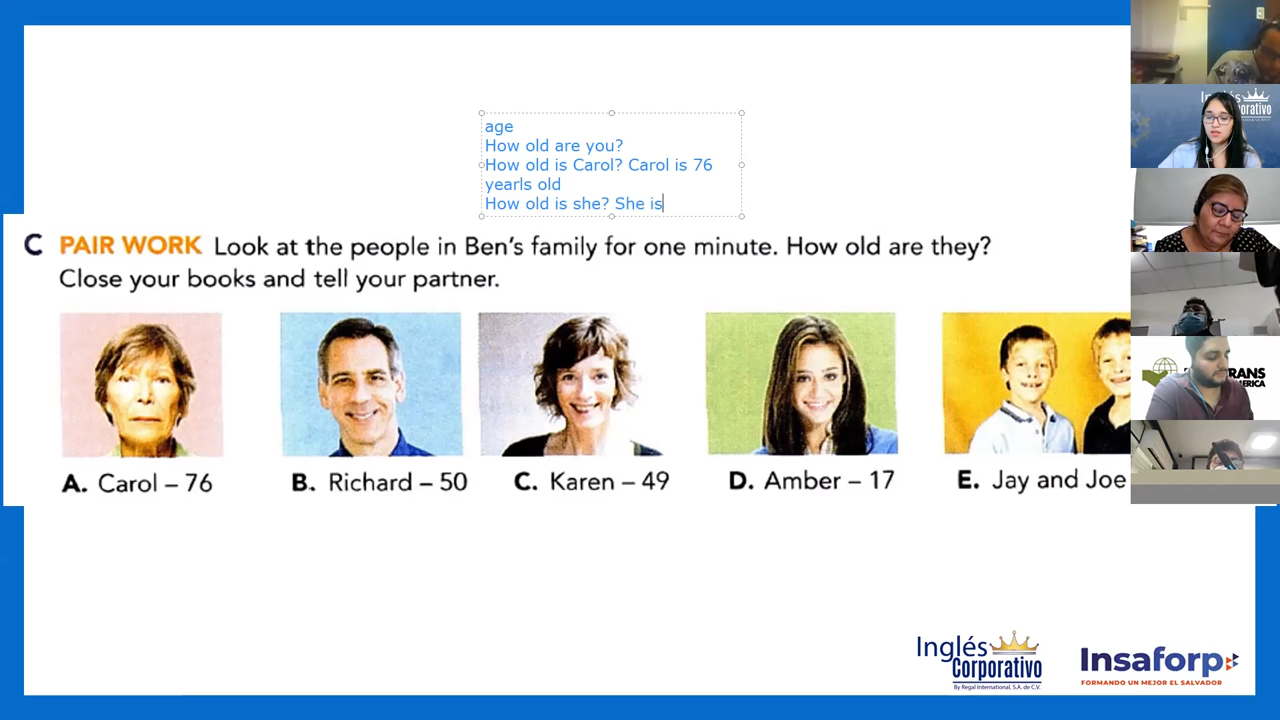 age
How old are you?
How old is Carol? Carol is 76
yearls old
How old is she? She is
C PAIR WORK Look at the people in Ben's family for one minute. How old are they?
Close your books and tell your partner.
A. Carol – 76
B. Richard – 50
C. Karen – 49
D. Amber – 17
E. Jay and Joe
Inglés
Corporativo
By Regal International, S.A. de C.V.
Insaforp
FORMANDO UN MEJOR EL SALVADOR